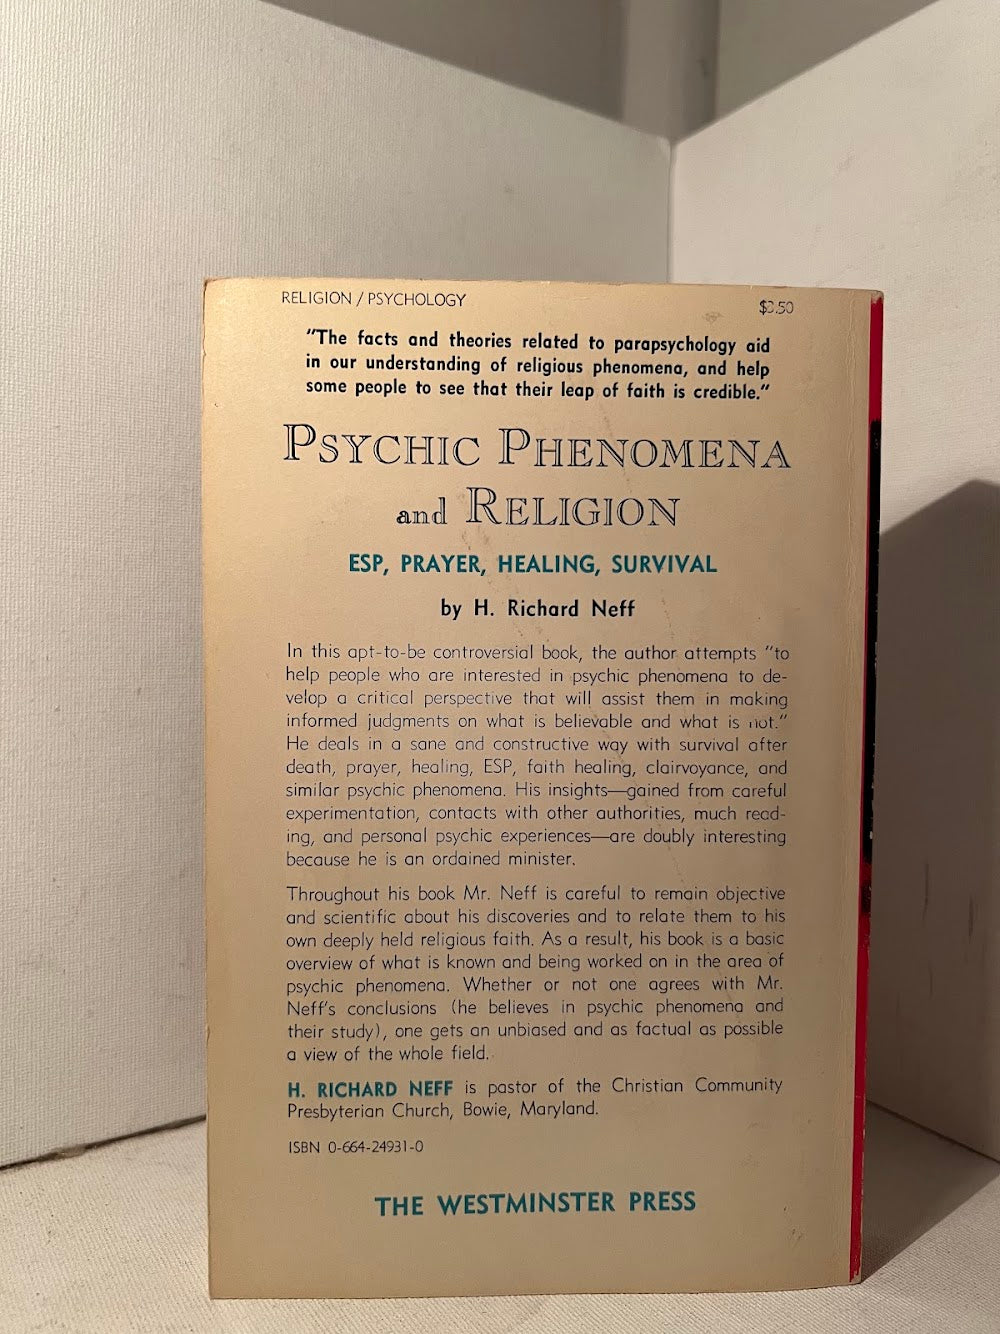 RELIGION / PSYCHOLOGY
"The facts and theories related to parapsychology aid
in our understanding of religious phenomena, and help
some people to see that their leap of faith is credible."
PSYCHIC PHENOMENA
and RELIGION
ESP, PRAYER, HEALING, SURVIVAL
by H. Richard Neff
In this apt-to-be controversial book, the author attempts "to
help people who are interested in psychic phenomena to de-
velop a critical perspective that will assist them in making
informed judgments on what is believable and what is not."
He deals in a sane and constructive way with survival after
death, prayer, healing, ESP, faith healing, clairvoyance, and
similar psychic phenomena. His insights—gained from careful
experimentation, contacts with other authorities, much read-
ing, and personal psychic experiences—are doubly interesting
because he is an ordained minister.
Throughout his book Mr. Neff is careful to remain objective
and scientific about his discoveries and to relate them to his
own deeply held religious faith. As a result, his book is a basic
overview of what is known and being worked on in the area of
psychic phenomena. Whether or not one agrees with Mr.
Neff's conclusions (he believes in psychic phenomena and
their study), one gets an unbiased and as factual as possible
a view of the whole field.
H. RICHARD NEFF is pastor of the Christian Community
Presbyterian Church, Bowie, Maryland.
ISBN 0-664-24931-0
THE WESTMINSTER PRESS